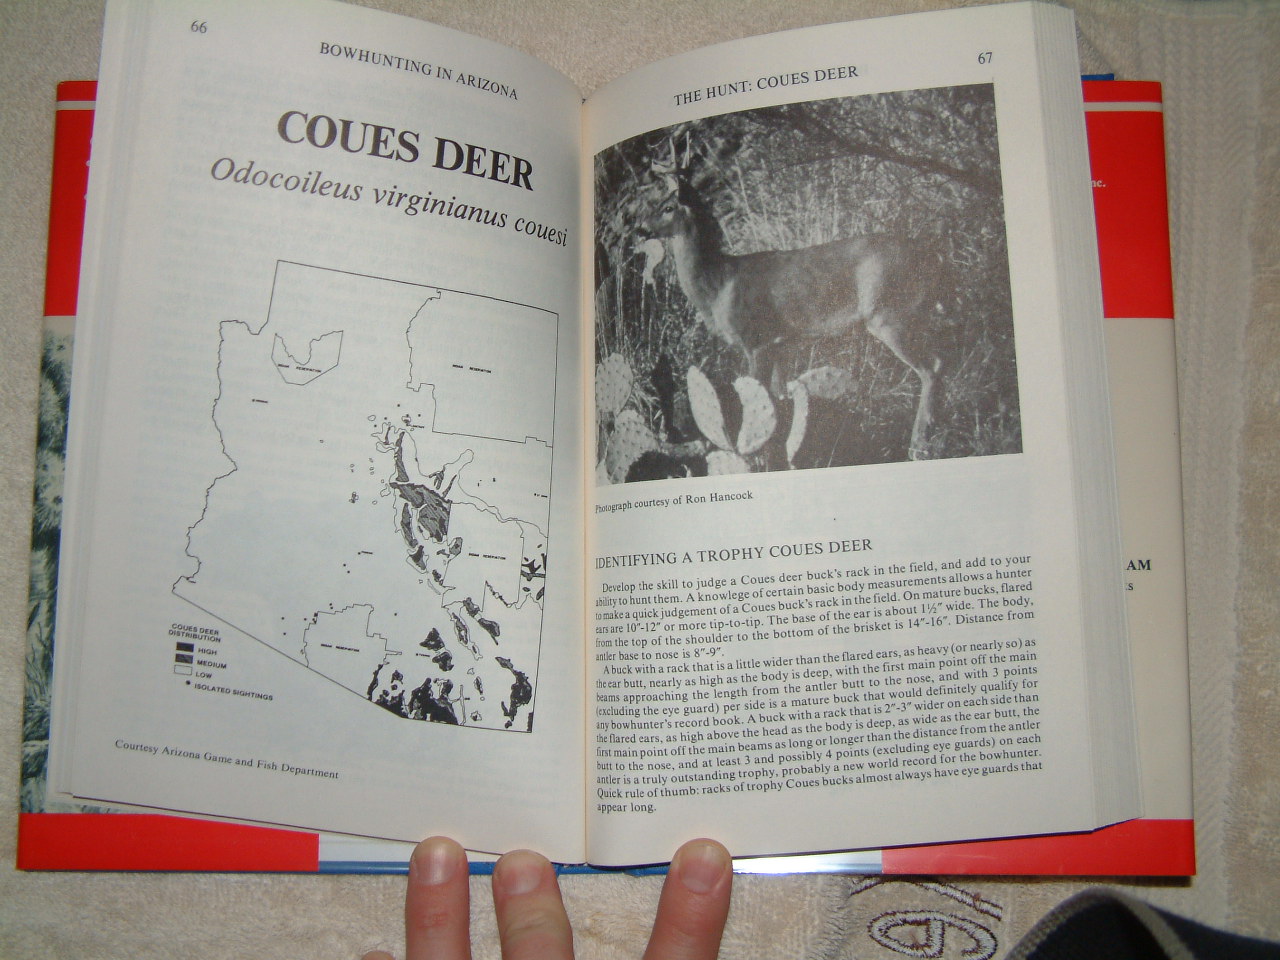 66
BOWHUNTING IN ARIZONA
COUES DEER
Odocoileus virginianus couesi
INDIAN RESERVATION
INDIAN RESERVATION
INDIAN RESERVATION
INDIAN RESERVATION
COUES DEER
DISTRIBUTION
HIGH
MEDIUM
LOW
ISOLATED SIGHTINGS
Courtesy Arizona Game and Fish Department
67
THE HUNT: COUES DEER
Photograph courtesy of Ron Hancock
IDENTIFYING A TROPHY COUES DEER
Develop the skill to judge a Coues deer buck's rack in the field, and add to your
ability to hunt them. A knowlege of certain basic body measurements allows a hunter
to make a quick judgement of a Coues buck's rack in the field. On mature bucks, flared
ears are 10"-12" or more tip-to-tip. The base of the ear is about 1½" wide. The body,
from the top of the shoulder to the bottom of the brisket is 14"-16". Distance from
antler base to nose is 8"-9".
A buck with a rack that is a little wider than the flared ears, as heavy (or nearly so) as
the ear butt, nearly as high as the body is deep, with the first main point off the main
beams approaching the length from the antler butt to the nose, and with 3 points
(excluding the eye guard) per side is a mature buck that would definitely qualify for
any bowhunter's record book. A buck with a rack that is 2"-3" wider on each side than
the flared ears, as high above the head as the body is deep, as wide as the ear butt, the
first main point off the main beams as long or longer than the distance from the antler
butt to the nose, and at least 3 and possibly 4 points (excluding eye guards) on each
antler is a truly outstanding trophy, probably a new world record for the bowhunter.
Quick rule of thumb: racks of trophy Coues bucks almost always have eye guards that
appear long.
nc.
AM